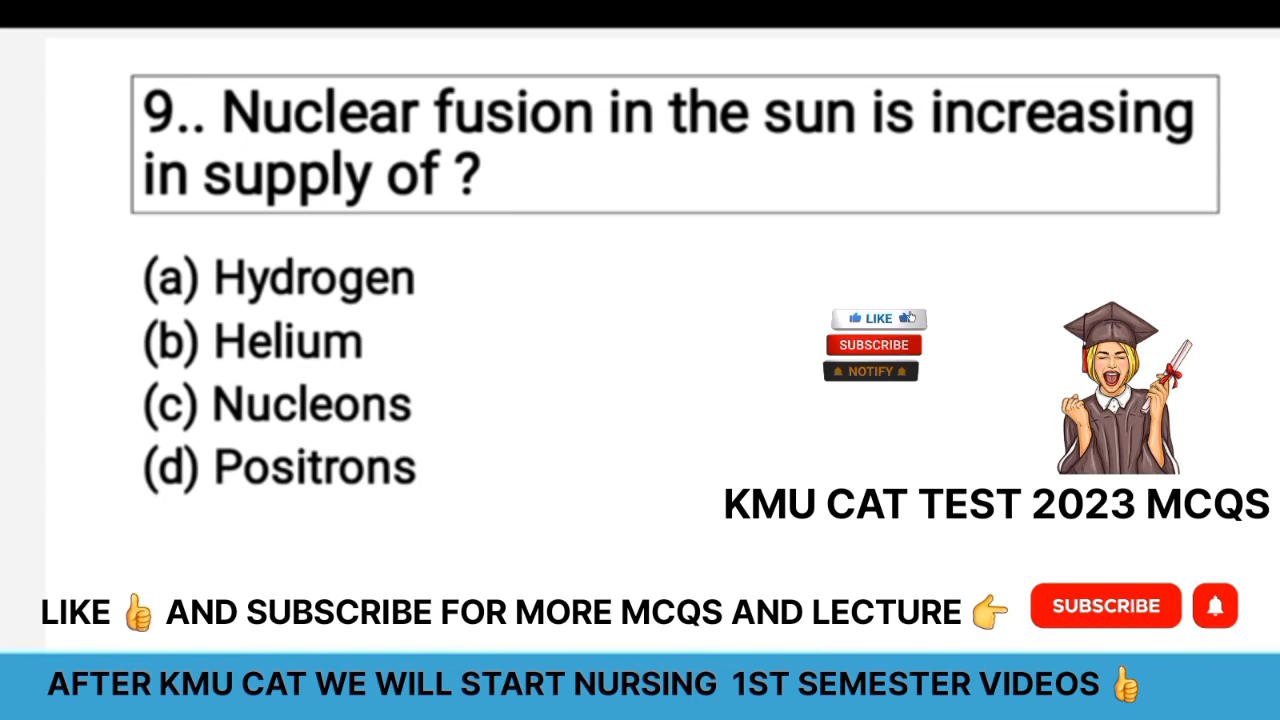 9.. Nuclear fusion in the sun is increasing
in supply of ?
(a) Hydrogen
(b) Helium
(c) Nucleons
(d) Positrons
👍 LIKE
SUBSCRIBE
🔔 NOTIFY 🔔
KMU CAT TEST 2023 MCQS
LIKE 👍 AND SUBSCRIBE FOR MORE MCQS AND LECTURE 👉 SUBSCRIBE
AFTER KMU CAT WE WILL START NURSING 1ST SEMESTER VIDEOS 👍